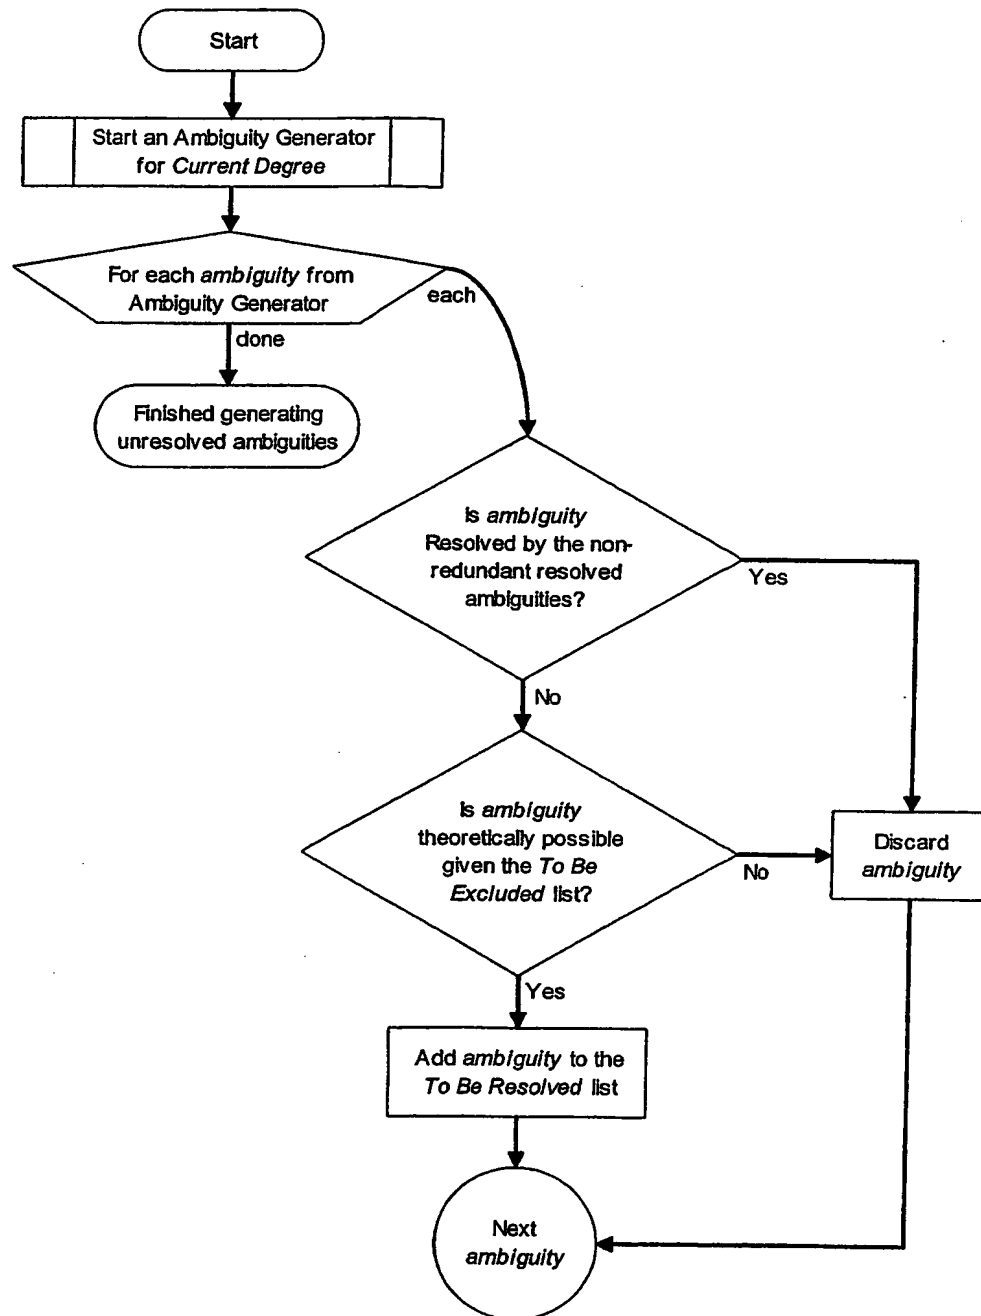 Start
Start an Ambiguity Generator
for Current Degree
For each ambiguity from
Ambiguity Generator
each
done
Finished generating
unresolved ambiguities
Is ambiguity
Resolved by the non-
redundant resolved
ambiguities?
Yes
No
Is ambiguity
theoretically possible
given the To Be
Excluded list?
No
Discard
ambiguity
Yes
Add ambiguity to the
To Be Resolved list
Next
ambiguity